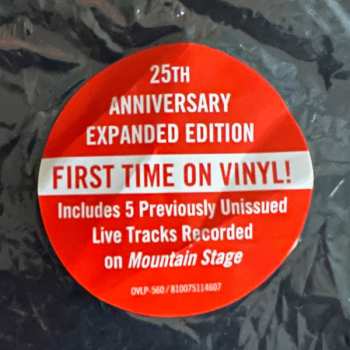 25TH
ANNIVERSARY
EXPANDED EDITION
FIRST TIME ON VINYL!
Includes 5 Previously Unissued
Live Tracks Recorded
on Mountain Stage
OVLP-560 / 810075114607